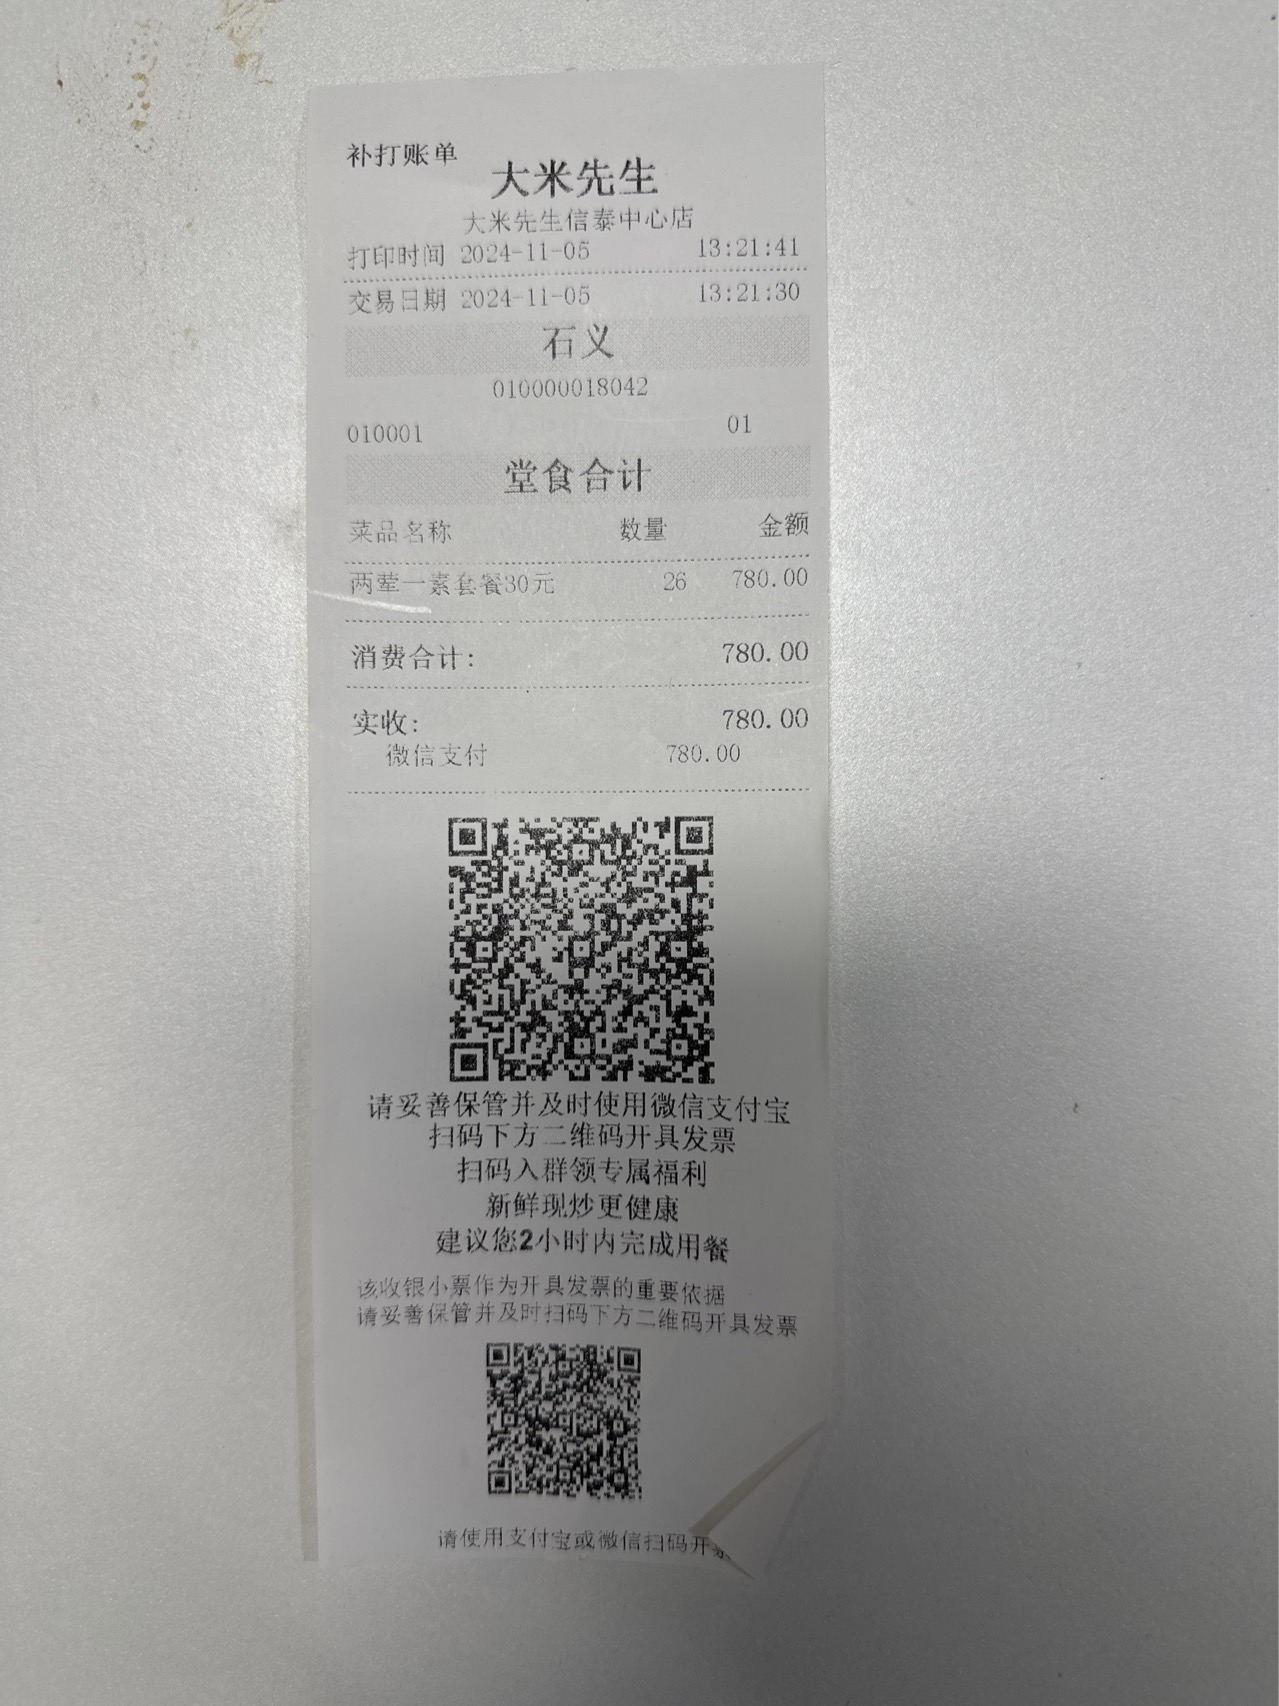 补打账单
大米先生
大米先生信泰中心店
打印时间 2024-11-05 13:21:41
交易日期 2024-11-05 13:21:30
石义
010000018042
010001 01
堂食合计
菜品名称 数量 金额
两荤一素套餐30元 26 780.00
消费合计: 780.00
实收: 780.00
微信支付 780.00
请妥善保管并及时使用微信支付宝
扫码下方二维码开具发票
扫码入群领专属福利
新鲜现炒更健康
建议您2小时内完成用餐
该收银小票作为开具发票的重要依据
请妥善保管并及时扫码下方二维码开具发票
请使用支付宝或微信扫码开票